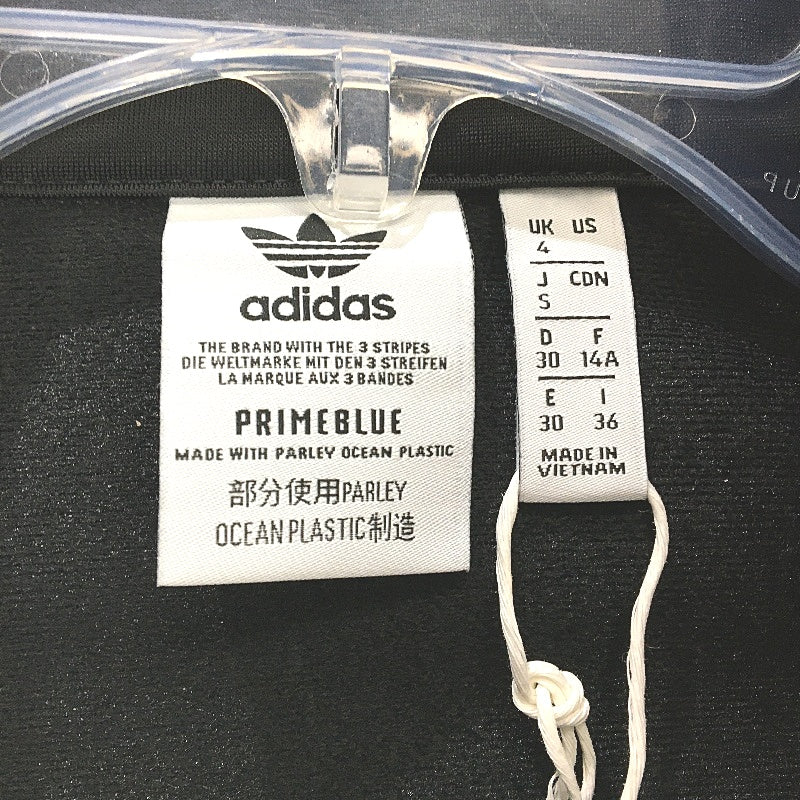 adidas
THE BRAND WITH THE 3 STRIPES
DIE WELTMARKE MIT DEN 3 STREIFEN
LA MARQUE AUX 3 BANDES
PRIMEBLUE
MADE WITH PARLEY OCEAN PLASTIC
部分使用PARLEY
OCEAN PLASTIC制造
UK US
4
J CDN
S
D F
30 14A
E I
30 36
MADE IN
VIETNAM